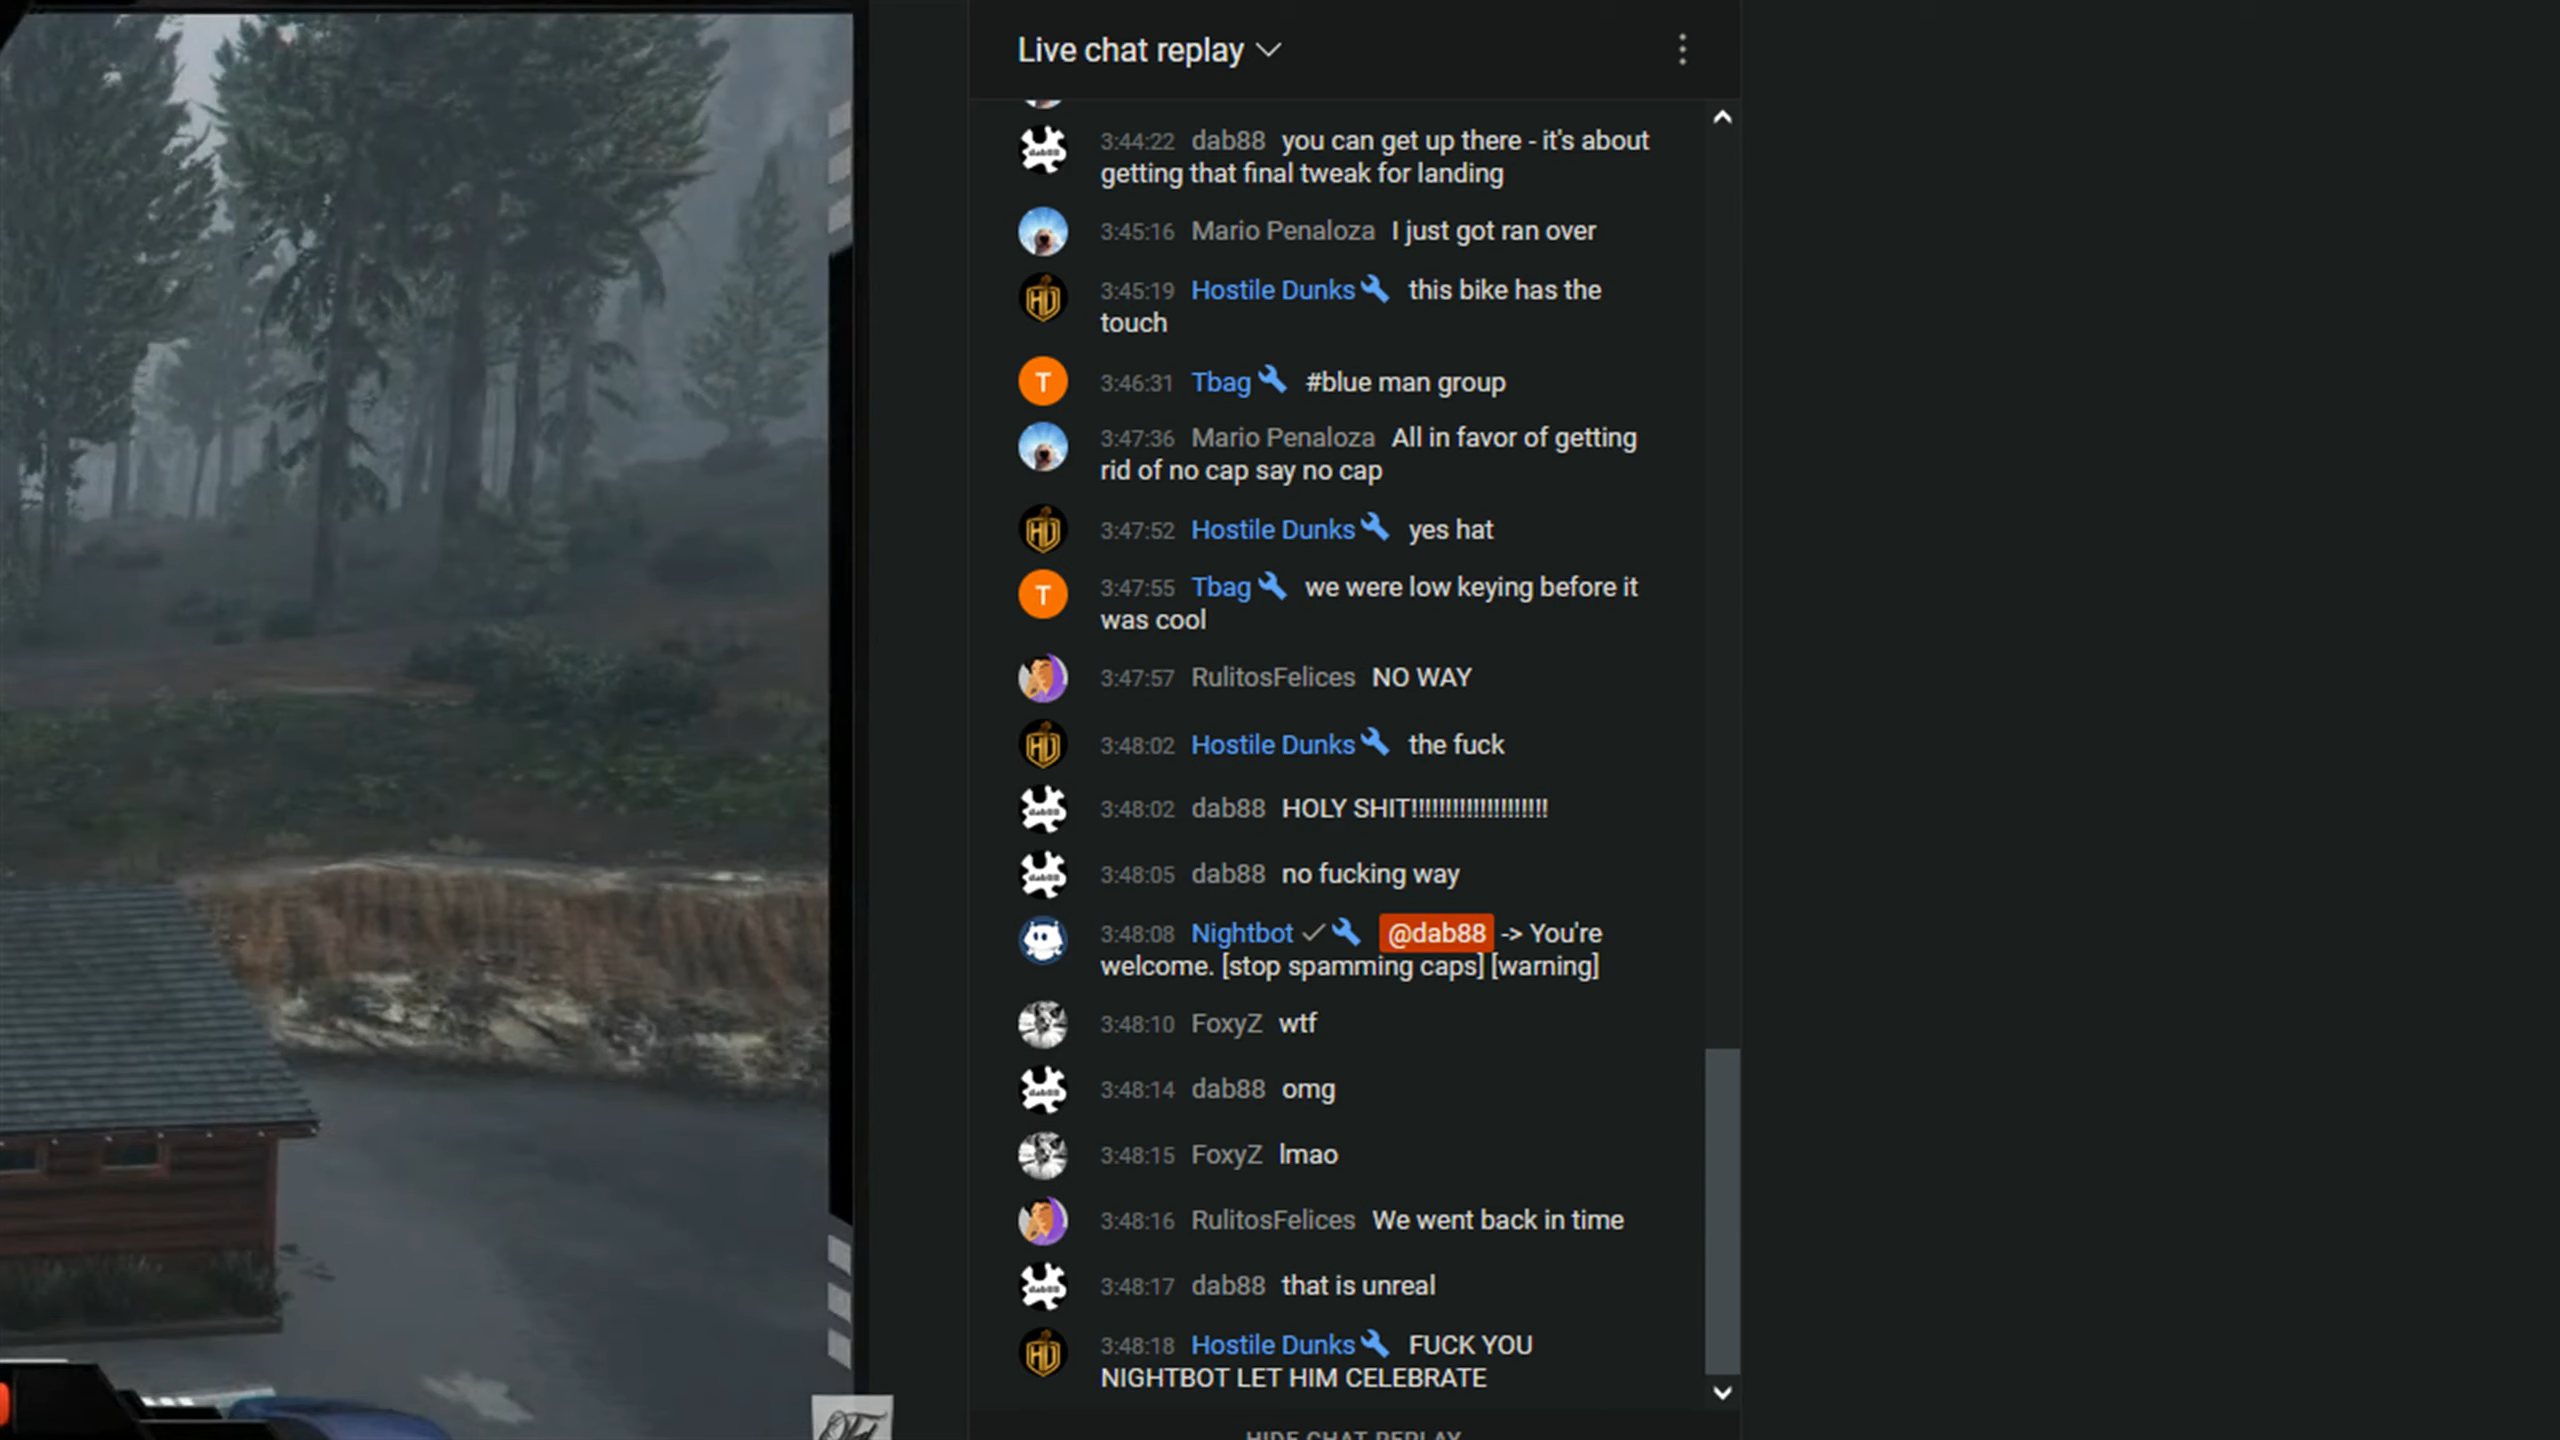 Live chat replay
3:44:22 dab88 you can get up there - it's about
getting that final tweak for landing
3:45:16 Mario Penaloza I just got ran over
3:45:19 Hostile Dunks this bike has the
touch
T 3:46:31 Tbag #blue man group
3:47:36 Mario Penaloza All in favor of getting
rid of no cap say no cap
3:47:52 Hostile Dunks yes hat
T 3:47:55 Tbag we were low keying before it
was cool
3:47:57 RulitosFelices NO WAY
3:48:02 Hostile Dunks the fuck
3:48:02 dab88 HOLY SHIT!!!!!!!!!!!!!!!!!!!!
3:48:05 dab88 no fucking way
3:48:08 Nightbot @dab88 -> You're
welcome. [stop spamming caps] [warning]
3:48:10 FoxyZ wtf
3:48:14 dab88 omg
3:48:15 FoxyZ lmao
3:48:16 RulitosFelices We went back in time
3:48:17 dab88 that is unreal
3:48:18 Hostile Dunks FUCK YOU
NIGHTBOT LET HIM CELEBRATE
HIDE CHAT REPLAY